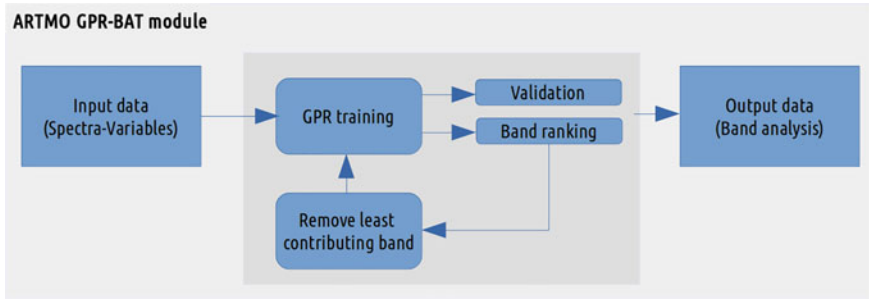 ARTMO GPR-BAT module
Input data
(Spectra-Variables)
GPR training
Validation
Band ranking
Remove least
contributing band
Output data
(Band analysis)